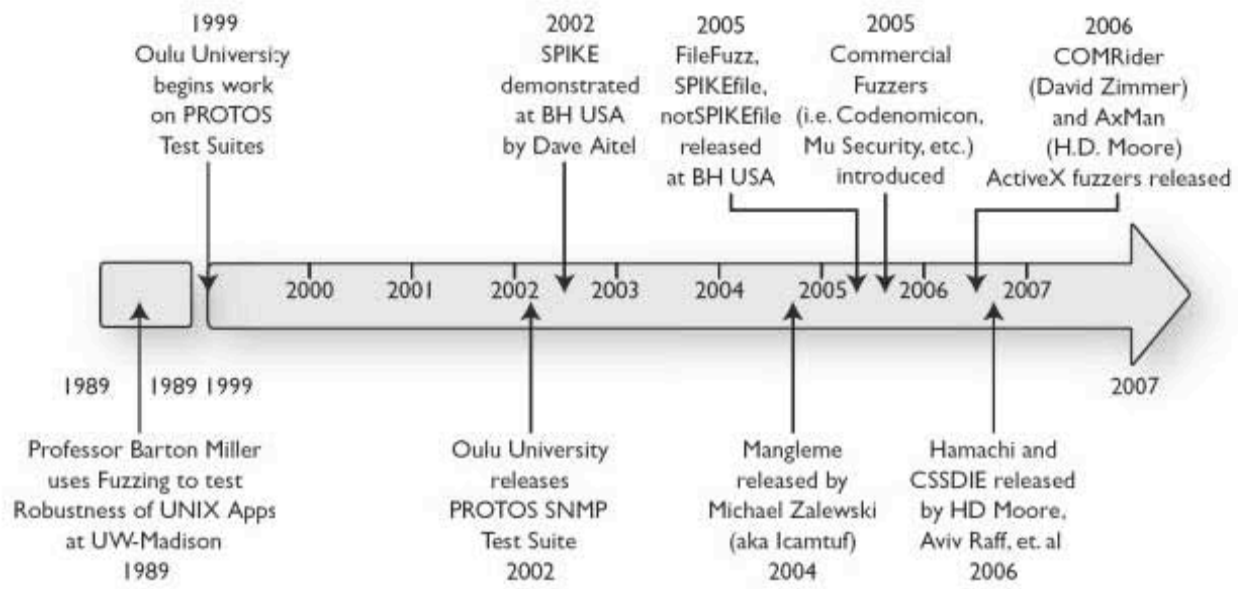 1999
Oulu University
begins work
on PROTOS
Test Suites
2002
SPIKE
demonstrated
at BH USA
by Dave Aitel
2005
FileFuzz,
SPIKEfile,
notSPIKEfile
released
at BH USA
2005
Commercial
Fuzzers
(i.e. Codenomicon,
Mu Security, etc.)
introduced
2006
COMRider
(David Zimmer)
and AxMan
(H.D. Moore)
ActiveX fuzzers released
2000 2001 2002 2003 2004 2005 2006 2007
1989 1989 1999 2007
Professor Barton Miller
uses Fuzzing to test
Robustness of UNIX Apps
at UW-Madison
1989
Oulu University
releases
PROTOS SNMP
Test Suite
2002
Mangleme
released by
Michael Zalewski
(aka Icamtuf)
2004
Hamachi and
CSSDIE released
by HD Moore,
Aviv Raff, et. al
2006